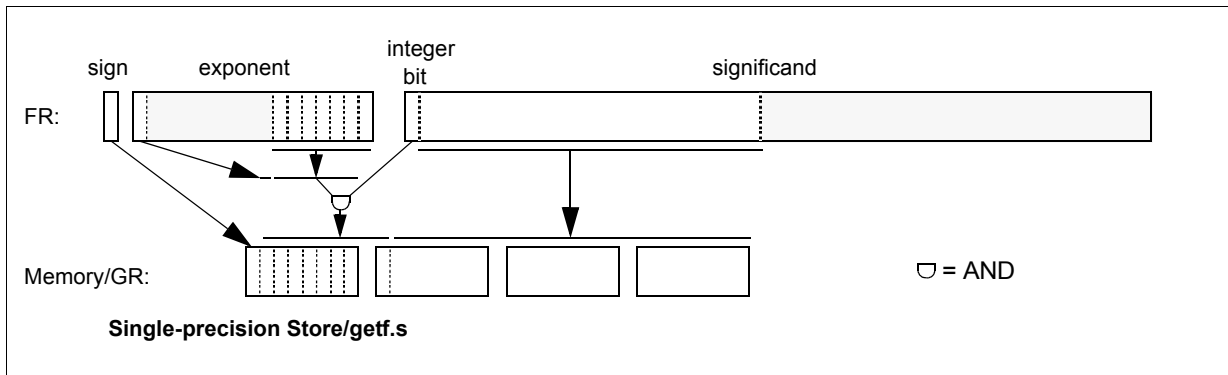 sign
exponent
integer
bit
significand
FR:
Memory/GR:
= AND
Single-precision Store/getf.s